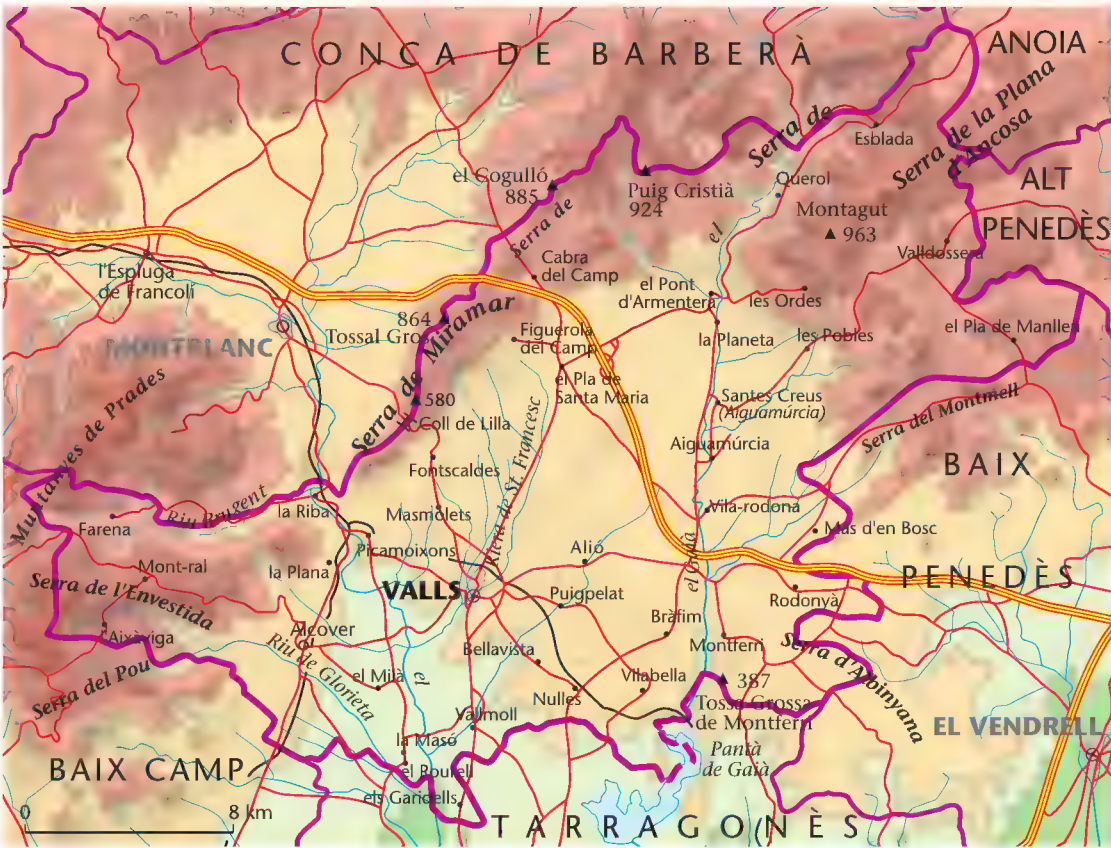 CONCA DE BARBERÀ
ANOIA
Serra de la Plana
d'Ancosa
Serra de
Esblada
el Cogulló
885
Puig Cristià
924
Querol
ALT
PENEDÈS
Montagut
963
Serra de
el
Valldossera
l'Espluga
de Francolí
Cabra
del Camp
el Pont
d'Armentera
les Ordes
864
Tossal Gros
MONTBLANC
Serra de Miramar
Figuerola
del Camp
la Planeta
les Pobles
el Pla de Manlleu
el Pla de
Santa Maria
580
Coll de Lilla
Santes Creus
(Aiguamúrcia)
Muntanyes de Prades
Serra del Montmell
Aiguamúrcia
BAIX
PENEDÈS
Fontscaldes
Riera de St. Francesc
Riu Brugent
la Riba
Farena
Masmolets
Vila-rodona
Mas d'en Bosc
Picamoixons
Alió
el Gaià
Mont-ral
la Plana
VALLS
Puigpelat
Rodonyà
Serra de l'Envestida
Bràfim
Aixàviga
Alcover
Montferri
Serra d'Albinyana
Riu de Glorieta
Bellavista
Serra del Pou
el Milà
el
Vilabella
387
Tossa Grossa
de Montferri
Nulles
Vallmoll
EL VENDRELL
la Masó
Pantà
de Gaià
BAIX CAMP
el Rourell
els Garidells
0
8 km
TARRAGONÈS